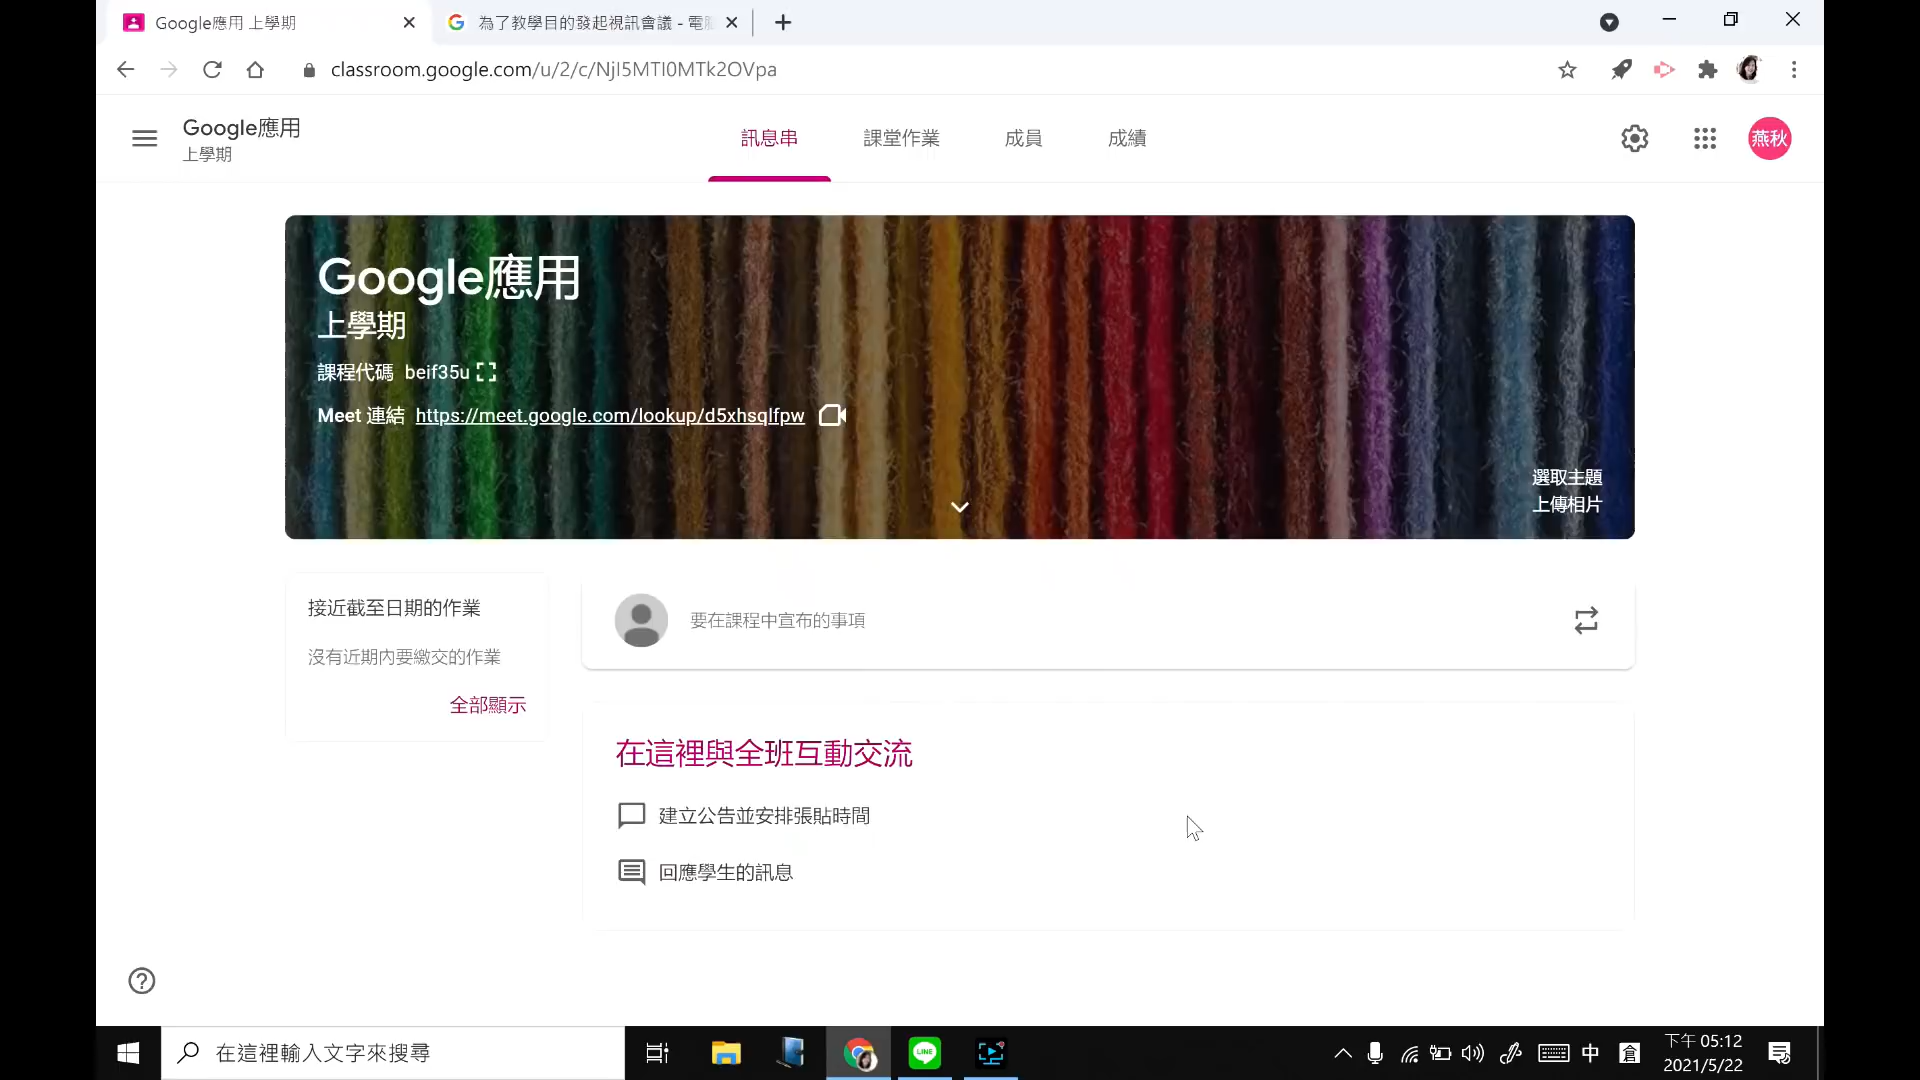 Google應用 上學期
為了教學目的發起視訊會議 - 電
classroom.google.com/u/2/c/NjI5MTI0MTk2OVpa
Google應用
上學期
訊息串
課堂作業
成員
成績
燕秋
Google應用
上學期
課程代碼 beif35u
Meet 連結 https://meet.google.com/lookup/d5xhsqlfpw
選取主題
上傳相片
接近截至日期的作業
沒有近期內要繳交的作業
全部顯示
要在課程中宣布的事項
在這裡與全班互動交流
建立公告並安排張貼時間
回應學生的訊息
在這裡輸入文字來搜尋
LINE
中
倉
下午 05:12
2021/5/22